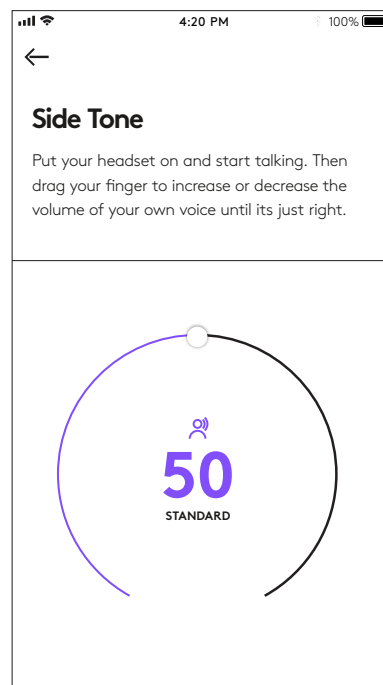 4:20 PM
100%
Side Tone
Put your headset on and start talking. Then
drag your finger to increase or decrease the
volume of your own voice until its just right.
50
STANDARD